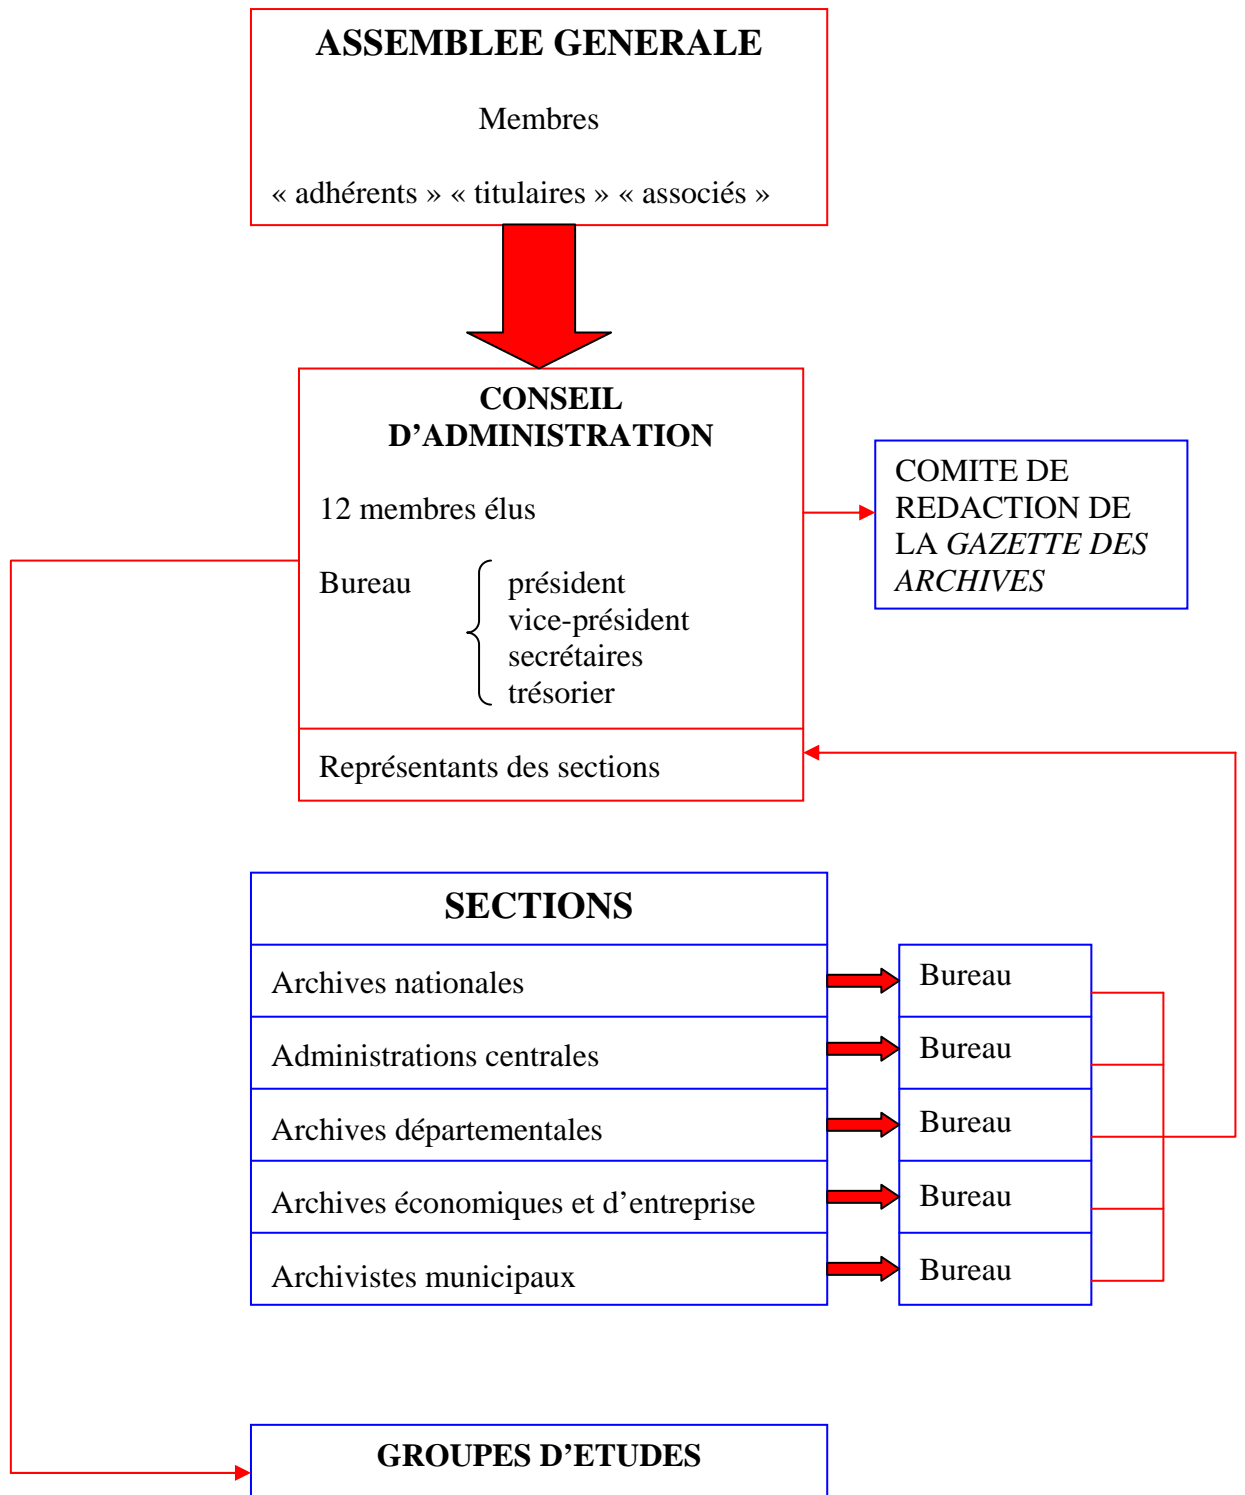 ASSEMBLEE GENERALE
Membres
« adhérents » « titulaires » « associés »
CONSEIL
D’ADMINISTRATION
12 membres élus
Bureau
président
vice-président
secrétaires
trésorier
Représentants des sections
COMITE DE
REDACTION DE
LA GAZETTE DES
ARCHIVES
SECTIONS
Archives nationales
Bureau
Administrations centrales
Bureau
Archives départementales
Bureau
Archives économiques et d’entreprise
Bureau
Archivistes municipaux
Bureau
GROUPES D’ETUDES